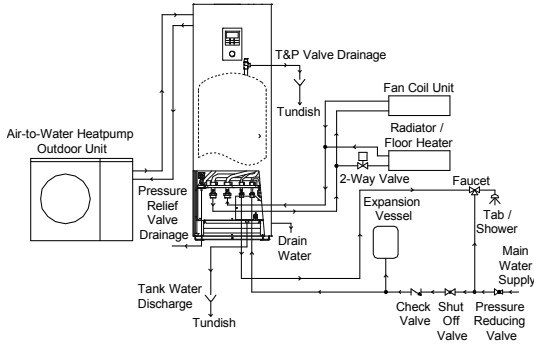 T&P Valve Drainage
Tundish
Fan Coil Unit
Radiator /
Floor Heater
2-Way Valve
Air-to-Water Heatpump
Outdoor Unit
Pressure
Relief
Valve
Drainage
Faucet
Tab /
Shower
Expansion
Vessel
Drain
Water
Main
Water
Supply
Tank Water
Discharge
Tundish
Check
Valve
Shut
Off
Valve
Pressure
Reducing
Valve